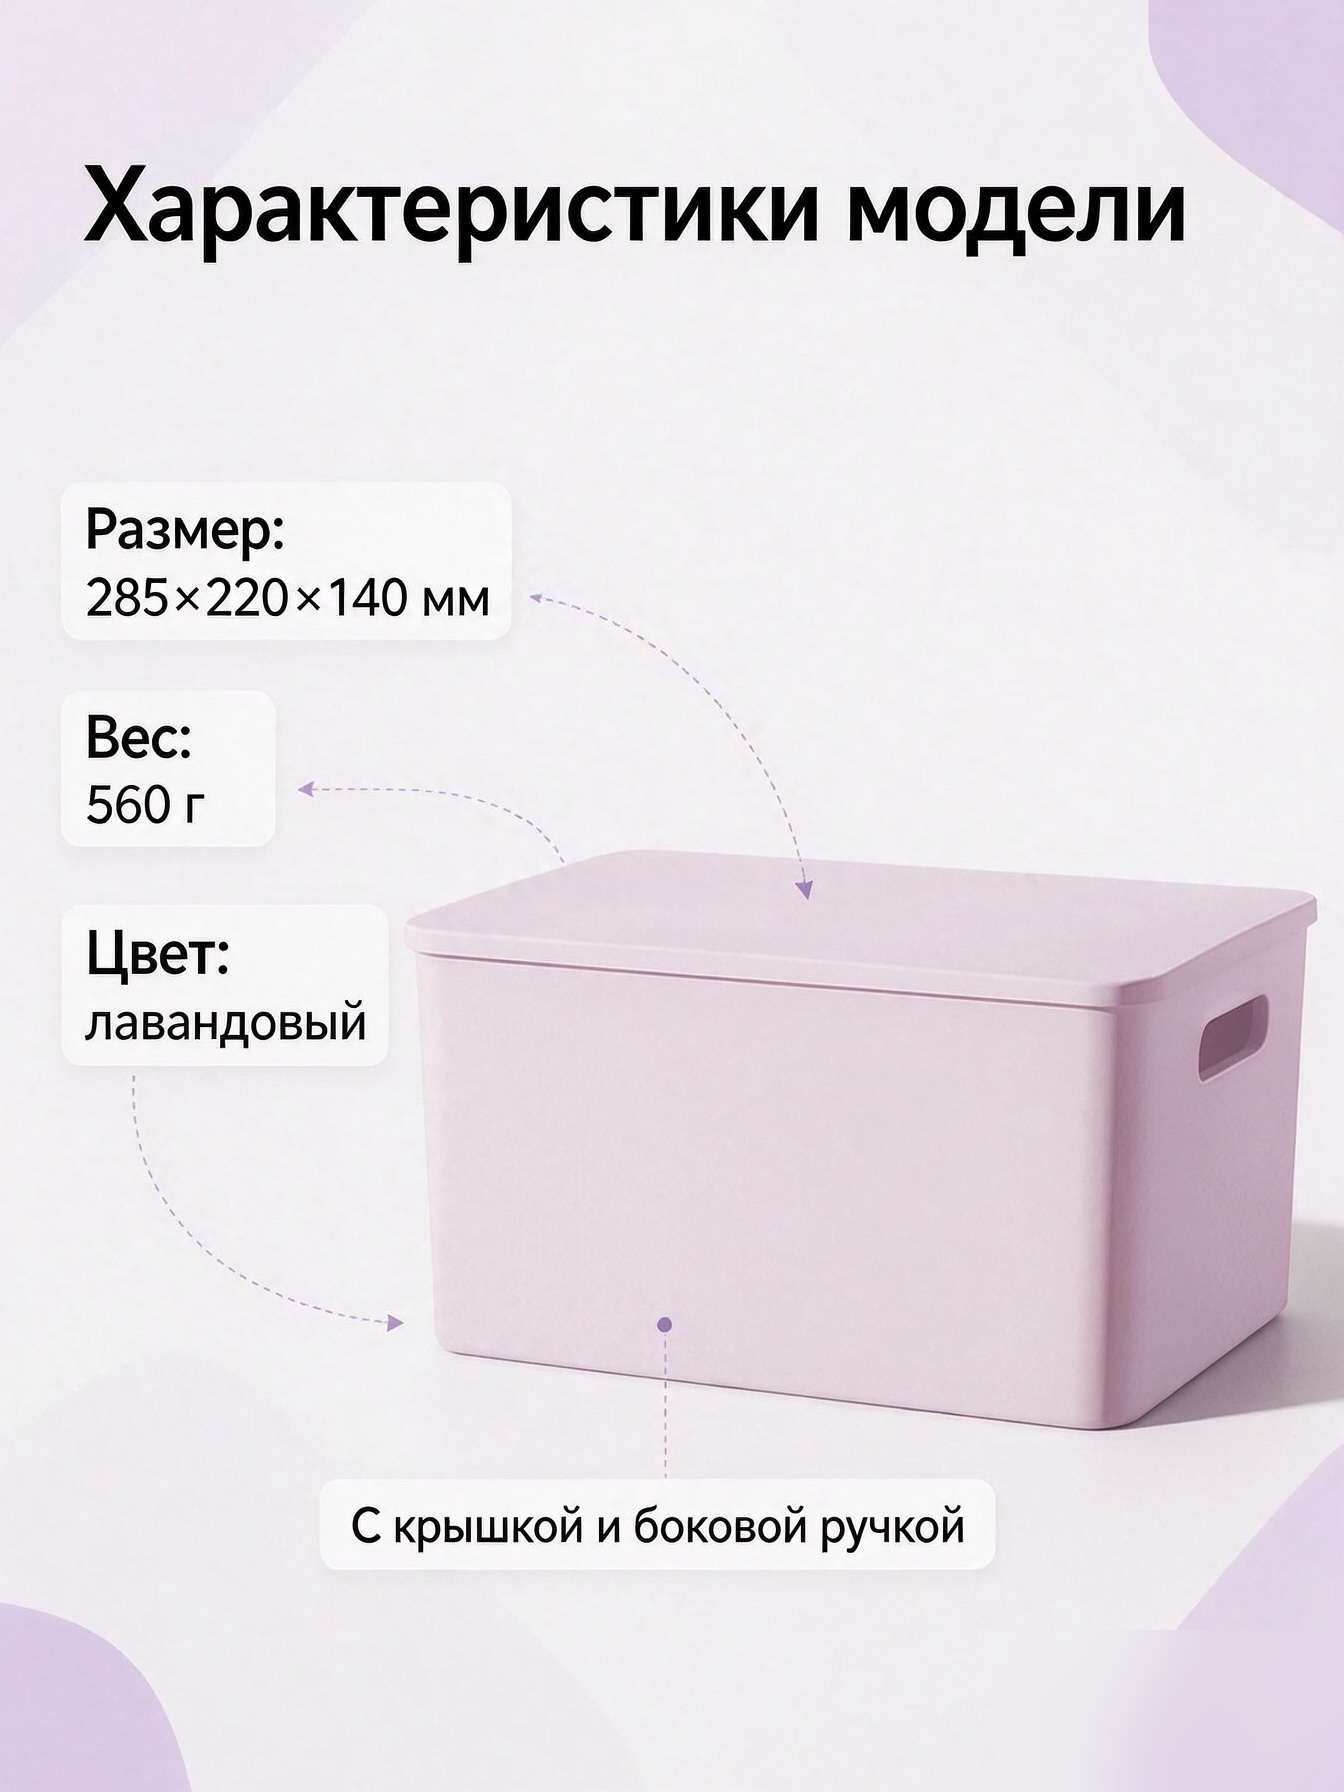 Характеристики модели
Размер:
285×220×140 мм
Вес:
560 г
Цвет:
лавандовый
С крышкой и боковой ручкой